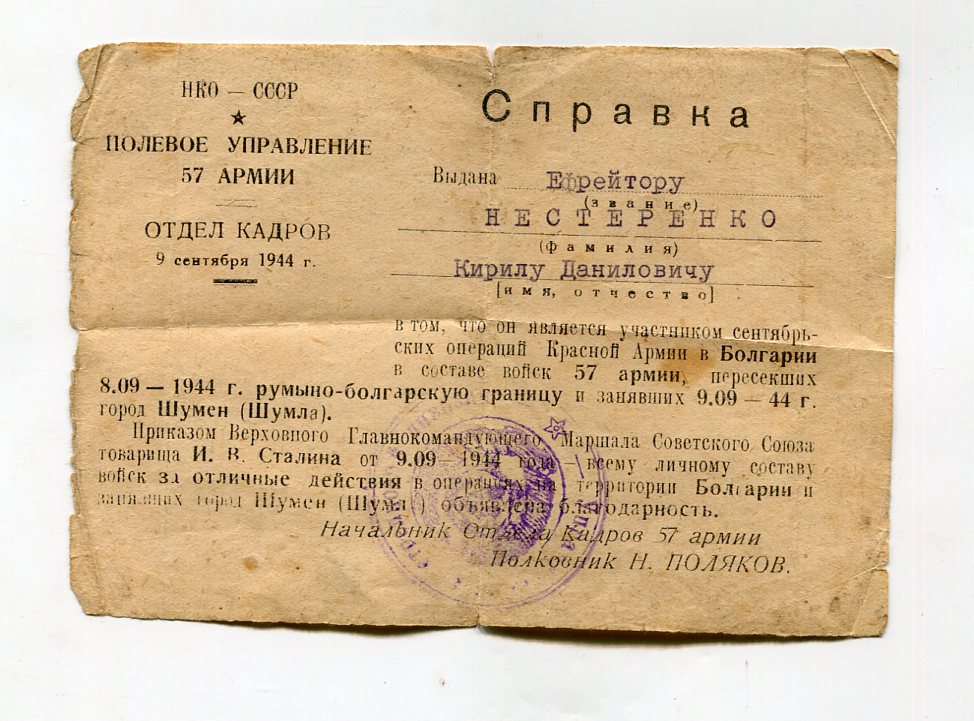 НКО — СССР
★
ПОЛЕВОЕ УПРАВЛЕНИЕ
57 АРМИИ
ОТДЕЛ КАДРОВ
9 сентября 1944 г.
Справка
Выдана Ефрейтору
(звание)
НЕСТЕРЕНКО
(фамилия)
Кирилу Даниловичу
[имя, отчество]
в том, что он является участником сентябрь-
ских операций Красной Армии в Болгарии
в составе войск 57 армии, пересекших
8.09 — 1944 г. румыно-болгарскую границу и занявших 9.09 — 44 г.
город Шумен (Шумла).
Приказом Верховного Главнокомандующего Маршала Советского Союза
товарища И. В. Сталина от 9.09 — 1944 года — всему личному составу
войск за отличные действия в операциях на территории Болгарии и
занявших город Шумен (Шумла) объявлена благодарность.
Начальник Отдела Кадров 57 армии
Полковник Н. ПОЛЯКОВ.